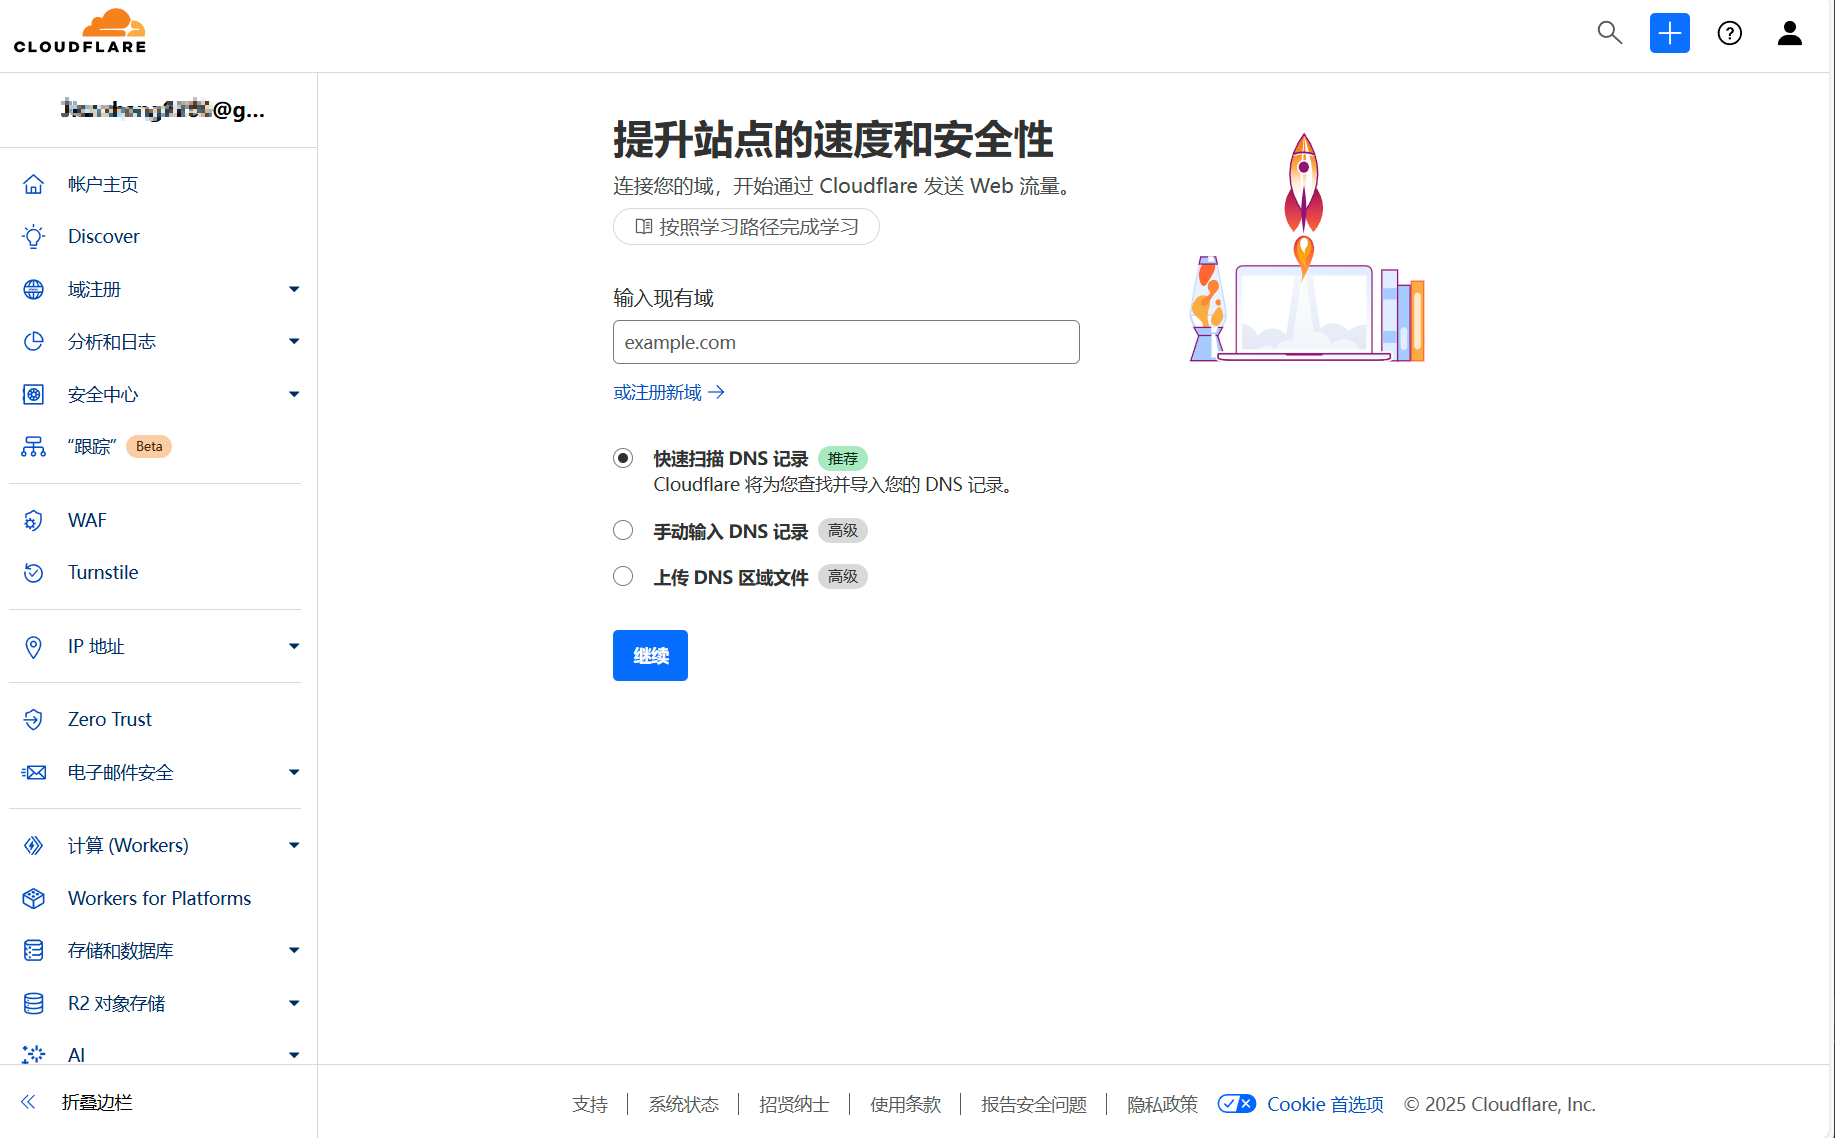 CLOUDFLARE
@g...
帐户主页
Discover
域注册
分析和日志
安全中心
“跟踪” Beta
WAF
Turnstile
IP 地址
Zero Trust
电子邮件安全
计算 (Workers)
Workers for Platforms
存储和数据库
R2 对象存储
AI
折叠边栏
提升站点的速度和安全性
连接您的域，开始通过 Cloudflare 发送 Web 流量。
按照学习路径完成学习
输入现有域
example.com
或注册新域
快速扫描 DNS 记录 推荐
Cloudflare 将为您查找并导入您的 DNS 记录。
手动输入 DNS 记录 高级
上传 DNS 区域文件 高级
继续
支持 系统状态 招贤纳士 使用条款 报告安全问题 隐私政策 Cookie 首选项 © 2025 Cloudflare, Inc.